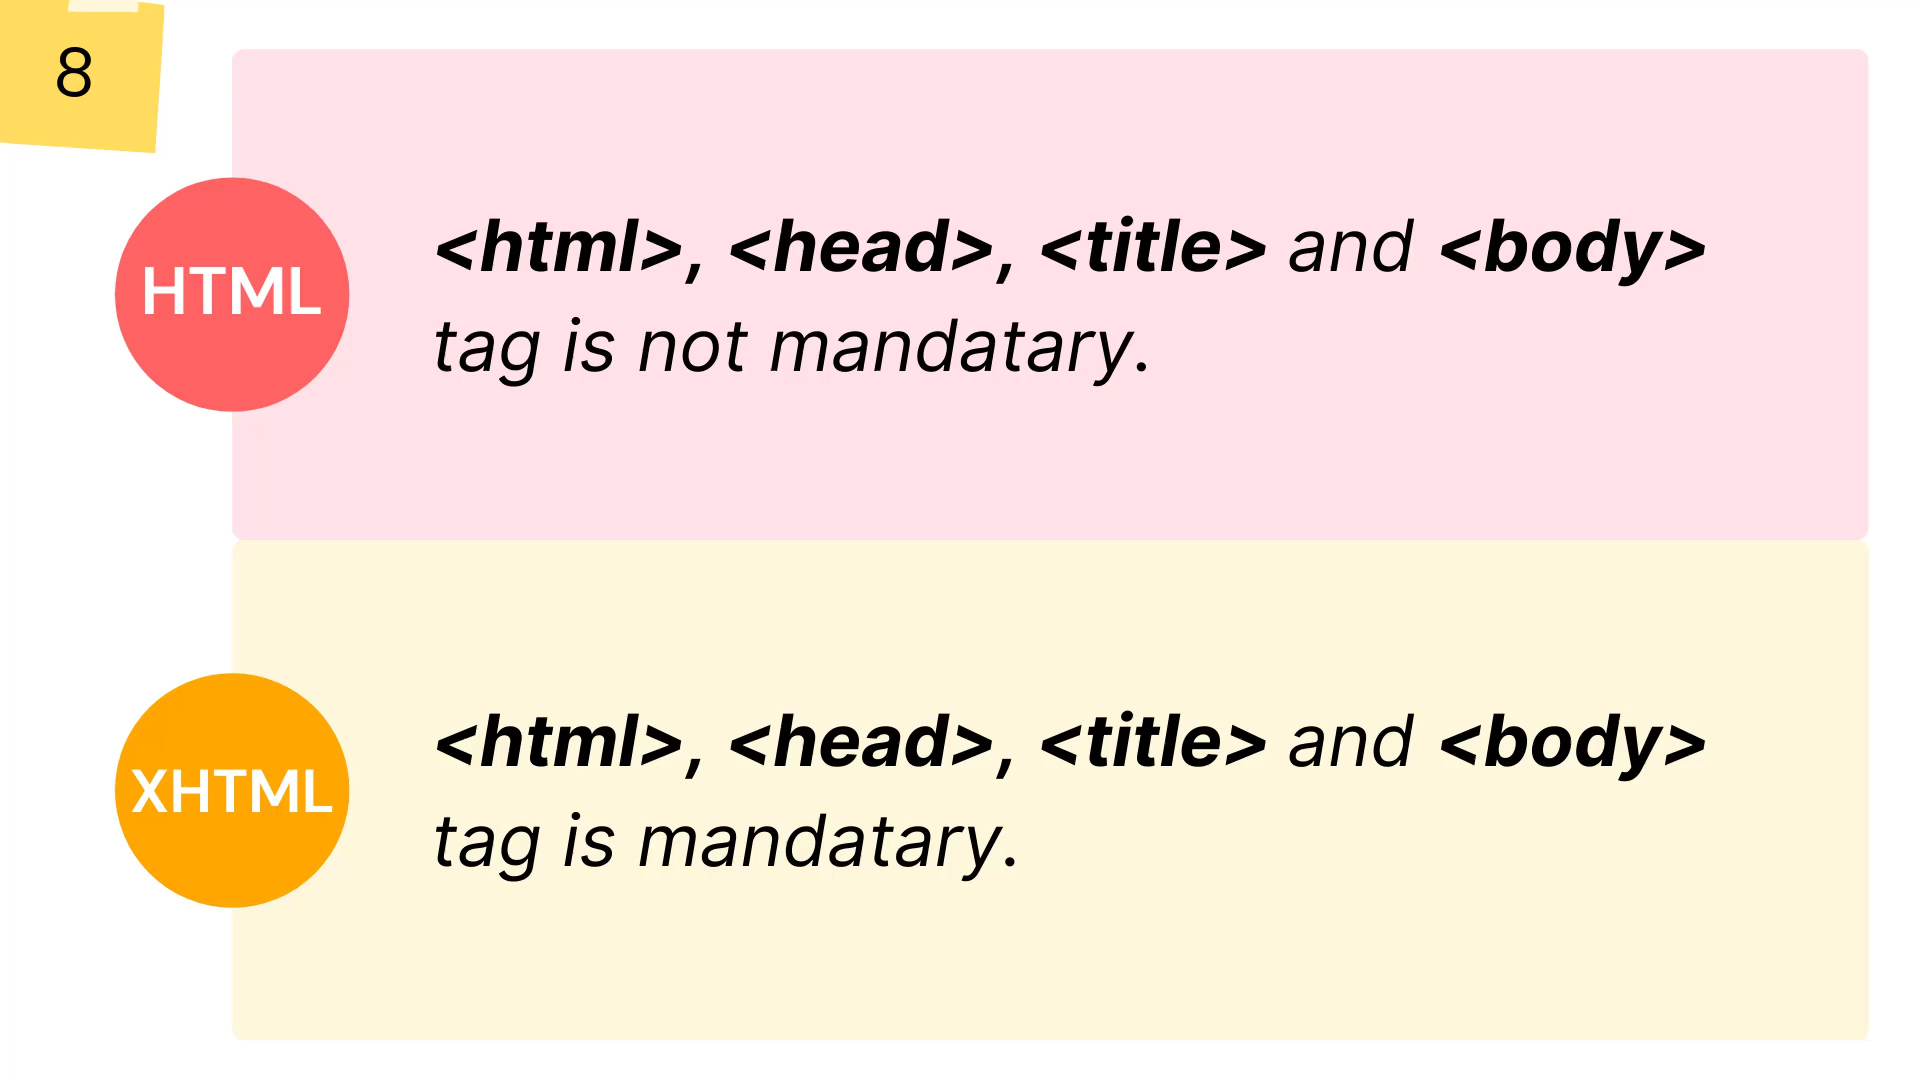 8
HTML
<html>, <head>, <title> and <body>
tag is not mandatary.
XHTML
<html>, <head>, <title> and <body>
tag is mandatary.